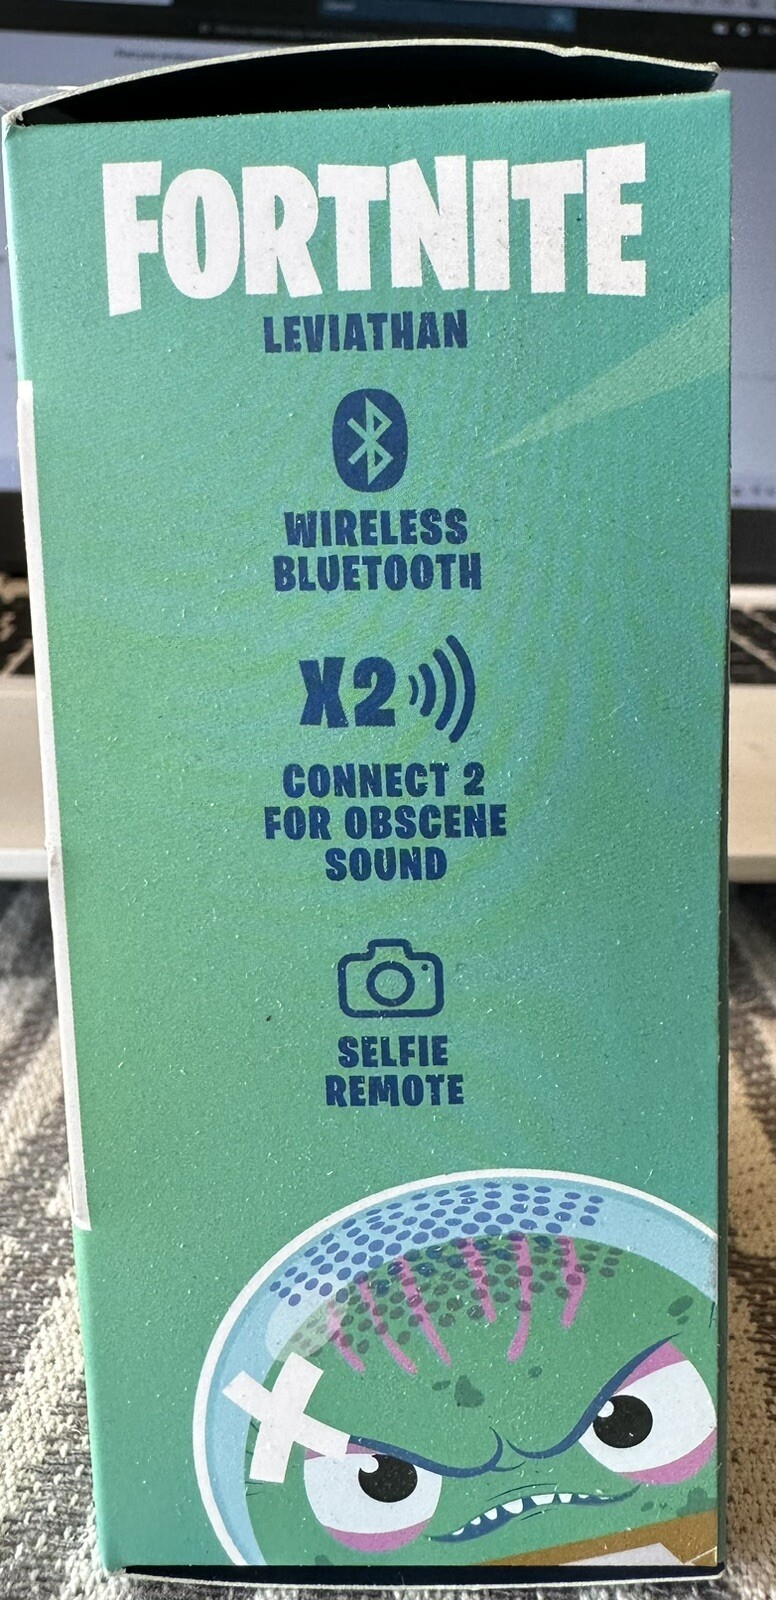 FORTNITE
LEVIATHAN
WIRELESS
BLUETOOTH
X2
CONNECT 2
FOR OBSCENE
SOUND
SELFIE
REMOTE